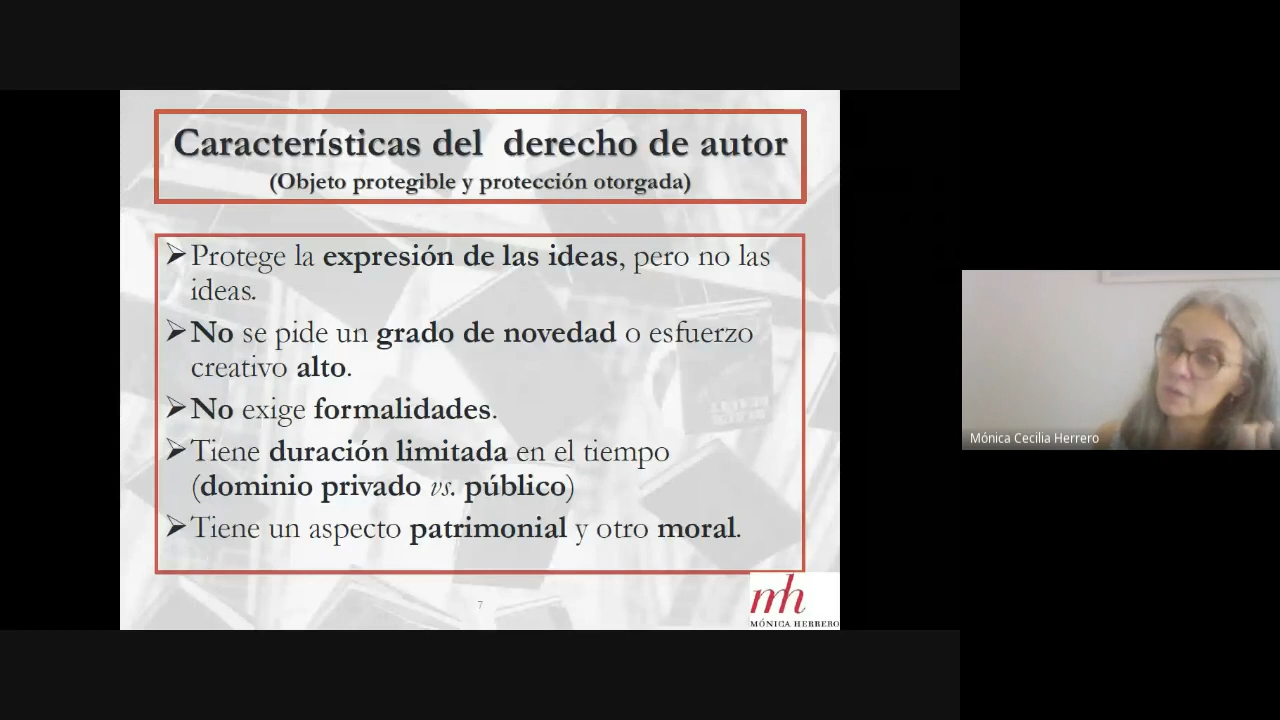 Características del derecho de autor
(Objeto protegible y protección otorgada)
➢Protege la expresión de las ideas, pero no las
ideas.
➢No se pide un grado de novedad o esfuerzo
creativo alto.
➢No exige formalidades.
➢Tiene duración limitada en el tiempo
(dominio privado vs. público)
➢Tiene un aspecto patrimonial y otro moral.
7
mh
MÓNICA HERRERO
Mónica Cecilia Herrero